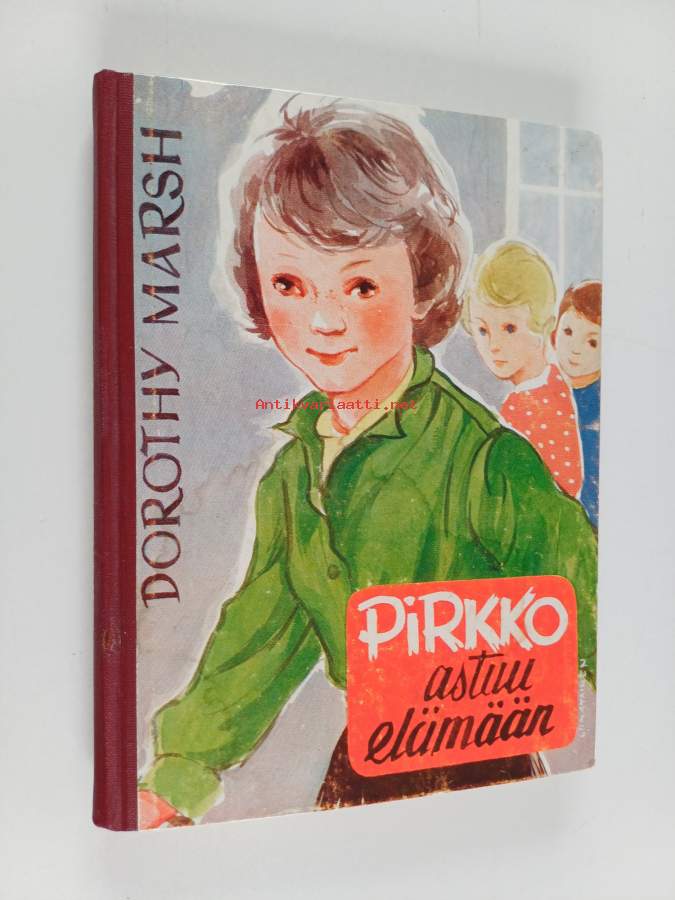 DOROTHY MARSH
Antikvariaatti.net
PiRKKO
astuu
elämään